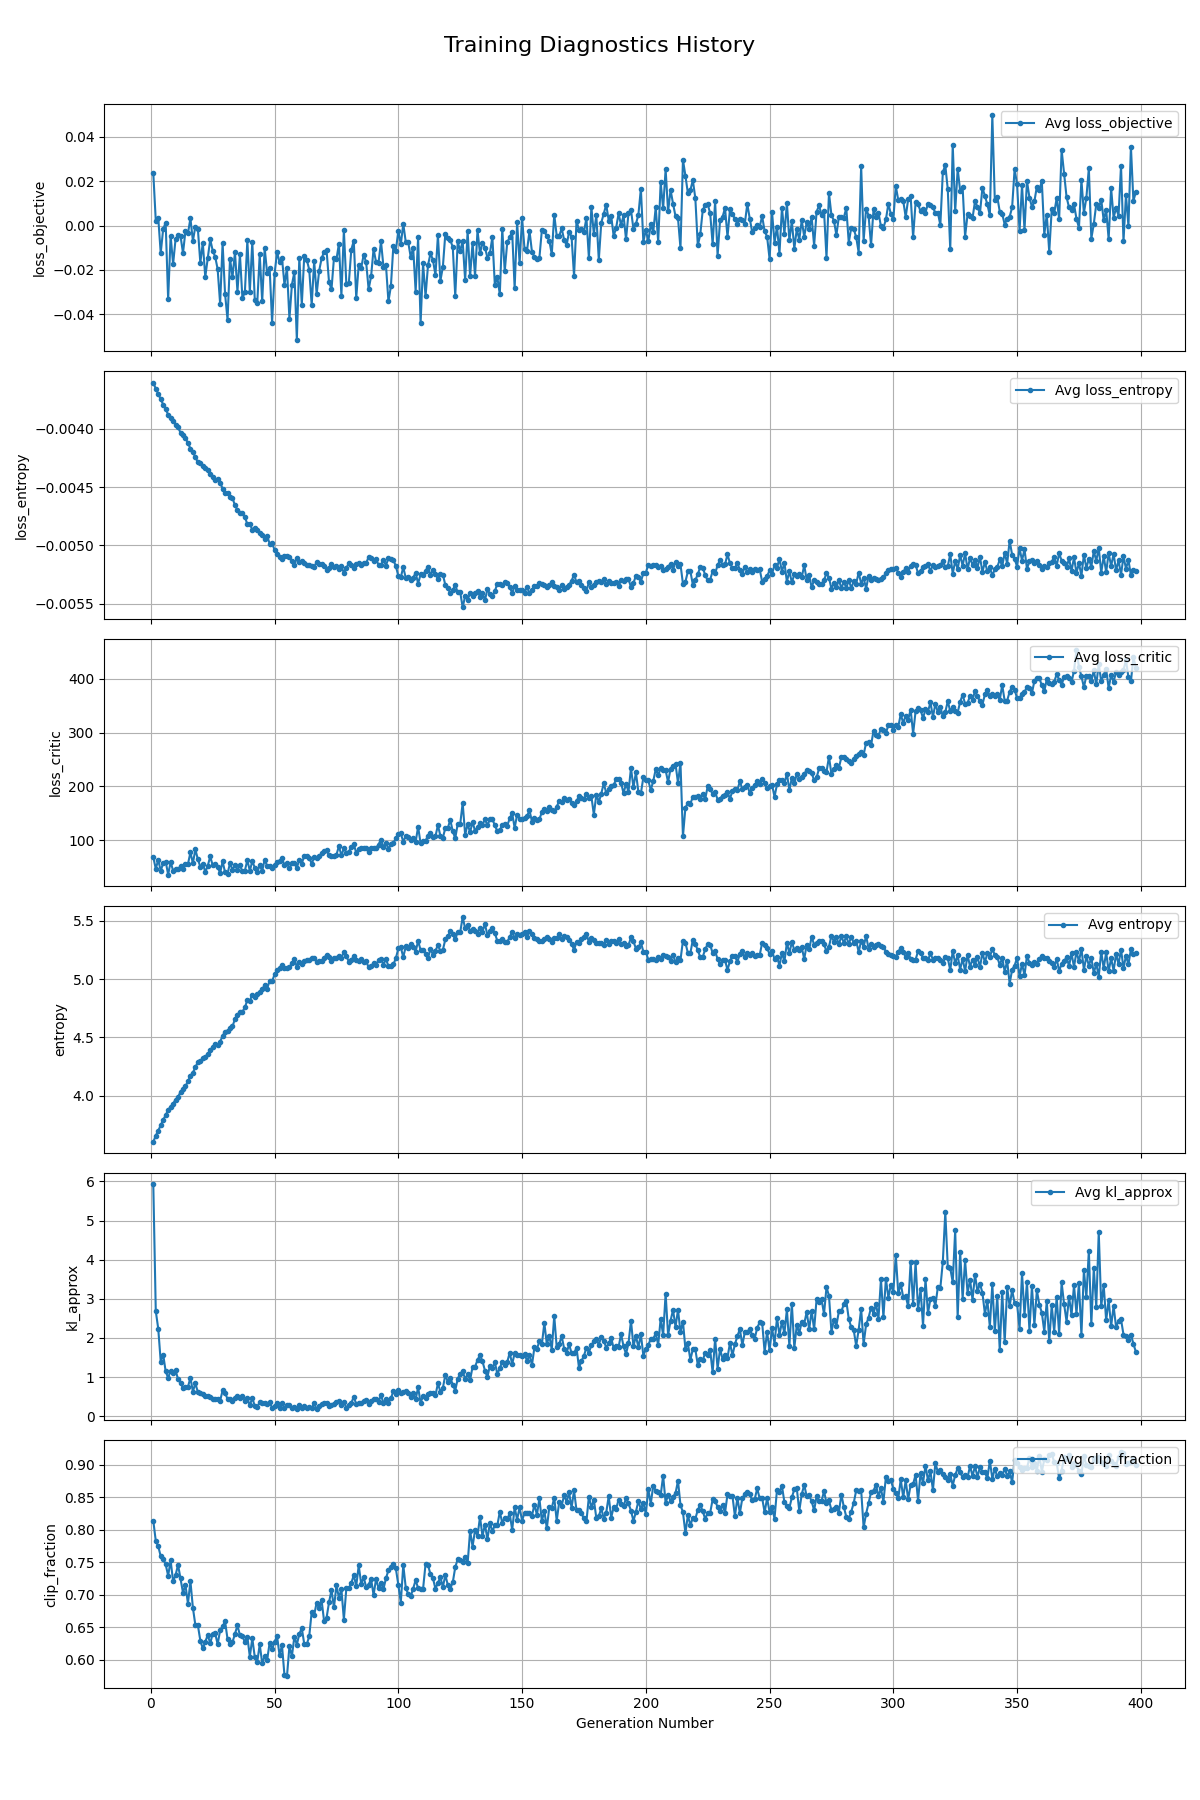 Training Diagnostics History
Avg loss_objective
loss_objective
0.04
0.02
0.00
−0.02
−0.04
Avg loss_entropy
loss_entropy
−0.0040
−0.0045
−0.0050
−0.0055
Avg loss_critic
loss_critic
400
300
200
100
Avg entropy
entropy
5.5
5.0
4.5
4.0
Avg kl_approx
kl_approx
6
5
4
3
2
1
0
Avg clip_fraction
clip_fraction
0.90
0.85
0.80
0.75
0.70
0.65
0.60
0 50 100 150 200 250 300 350 400
Generation Number